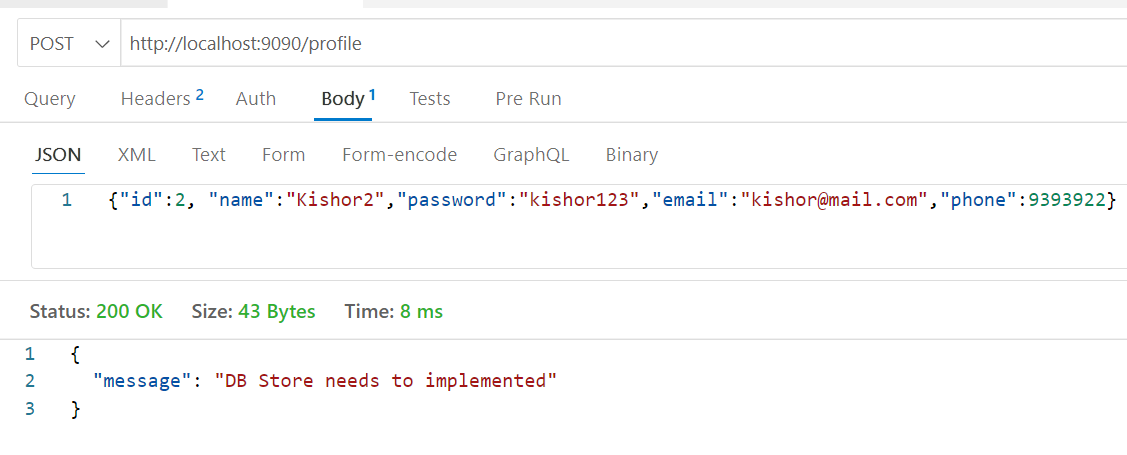 POST http://localhost:9090/profile
Query Headers 2 Auth Body 1 Tests Pre Run
JSON XML Text Form Form-encode GraphQL Binary
1 {"id":2, "name":"Kishor2","password":"kishor123","email":"kishor@mail.com","phone":9393922}
Status: 200 OK Size: 43 Bytes Time: 8 ms
1 {
2 "message": "DB Store needs to implemented"
3 }